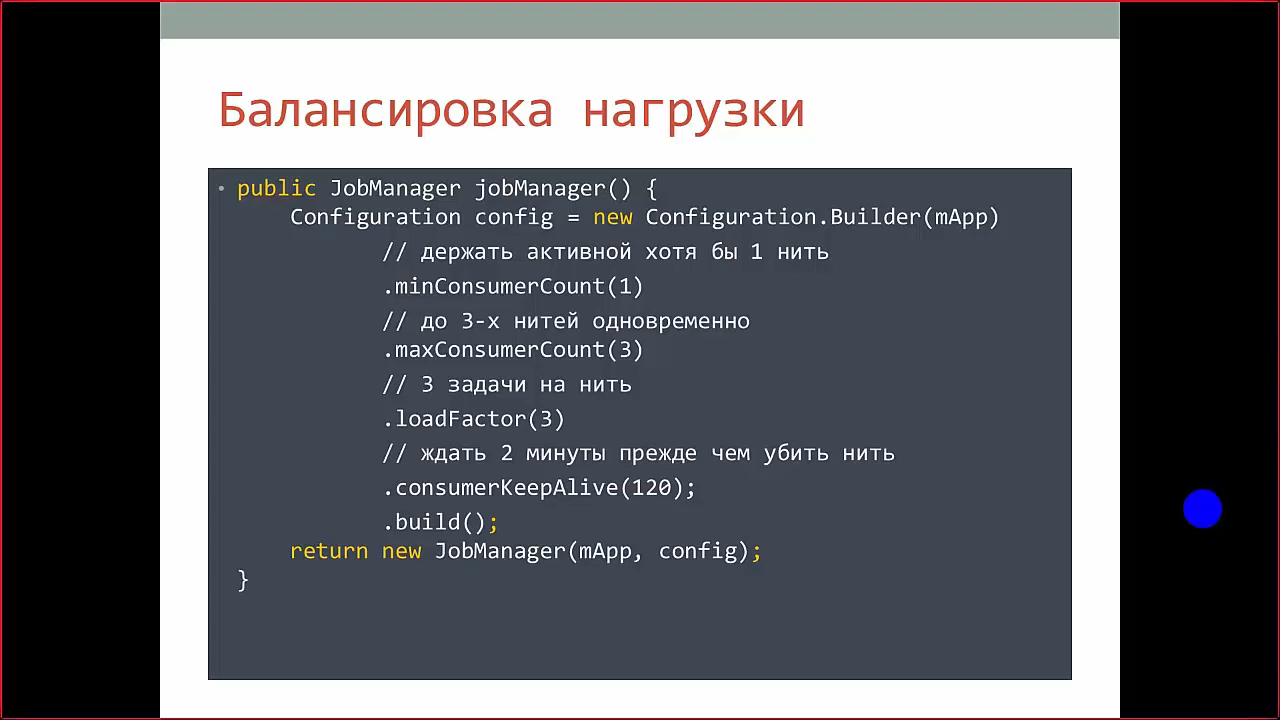 Балансировка нагрузки
• public JobManager jobManager() {
Configuration config = new Configuration.Builder(mApp)
// держать активной хотя бы 1 нить
.minConsumerCount(1)
// до 3-х нитей одновременно
.maxConsumerCount(3)
// 3 задачи на нить
.loadFactor(3)
// ждать 2 минуты прежде чем убить нить
.consumerKeepAlive(120);
.build();
return new JobManager(mApp, config);
}